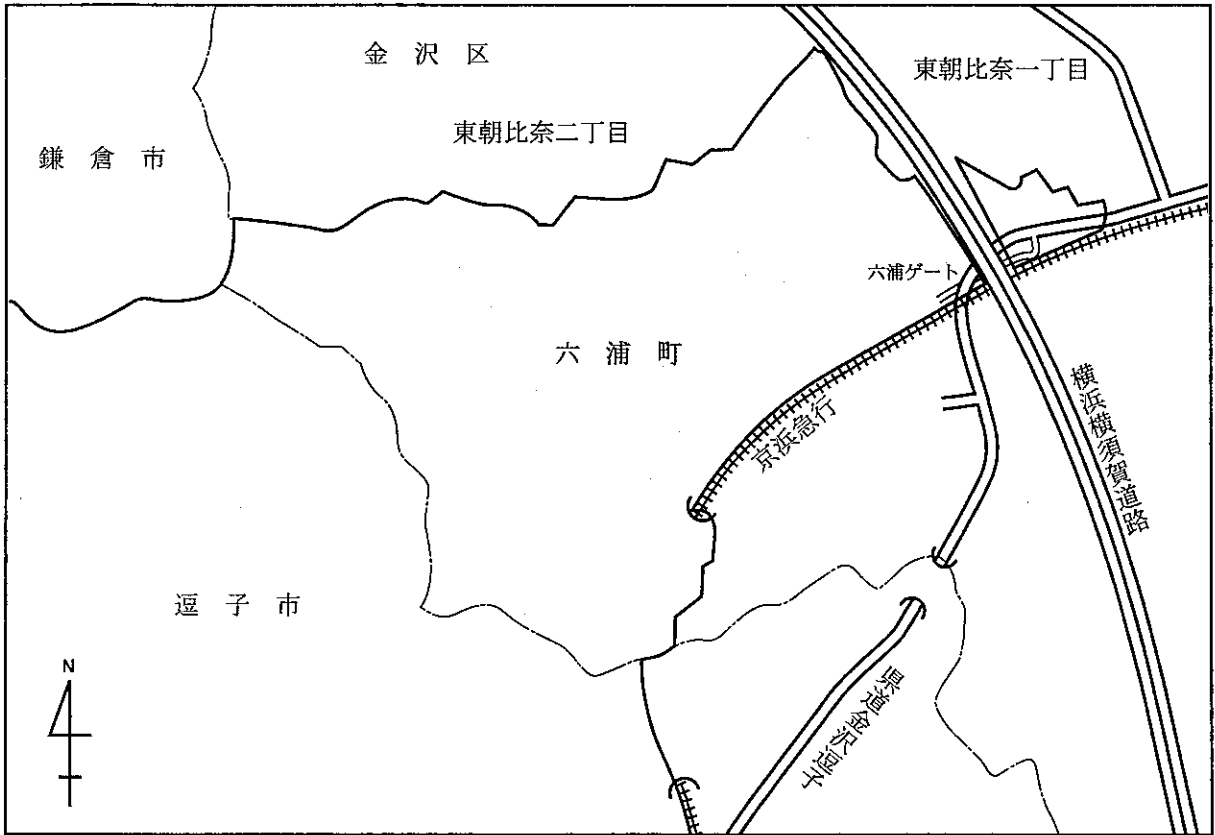 金沢区
東朝比奈一丁目
東朝比奈二丁目
鎌倉市
六浦ゲート
六浦町
京浜急行
横浜横須賀道路
逗子市
県道金沢逗子
N